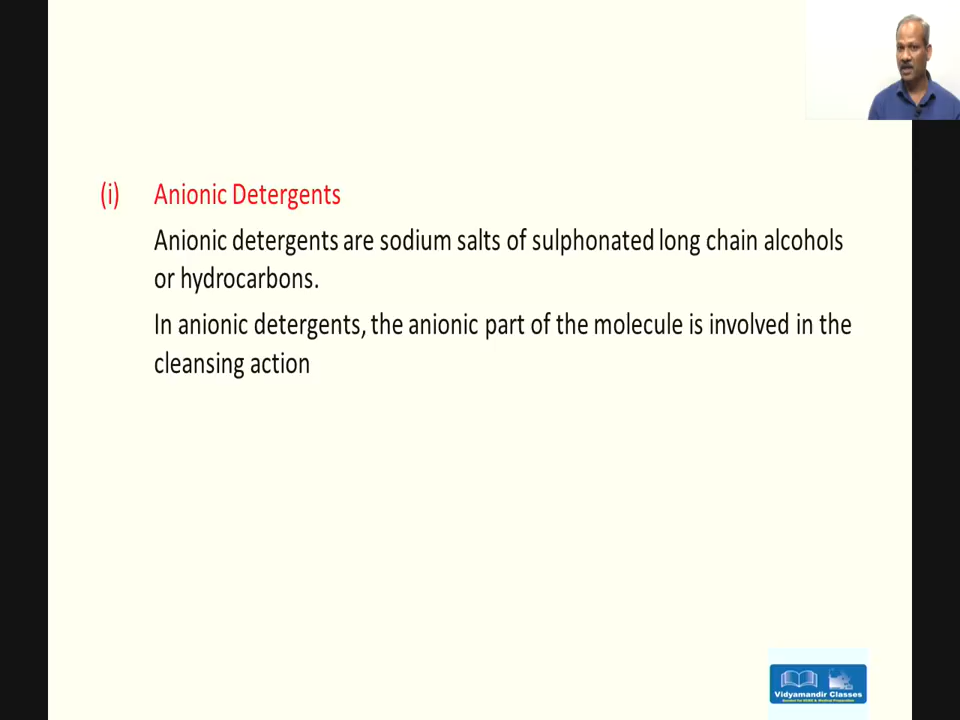 (i) Anionic Detergents
Anionic detergents are sodium salts of sulphonated long chain alcohols
or hydrocarbons.
In anionic detergents, the anionic part of the molecule is involved in the
cleansing action
Vidyamandir Classes